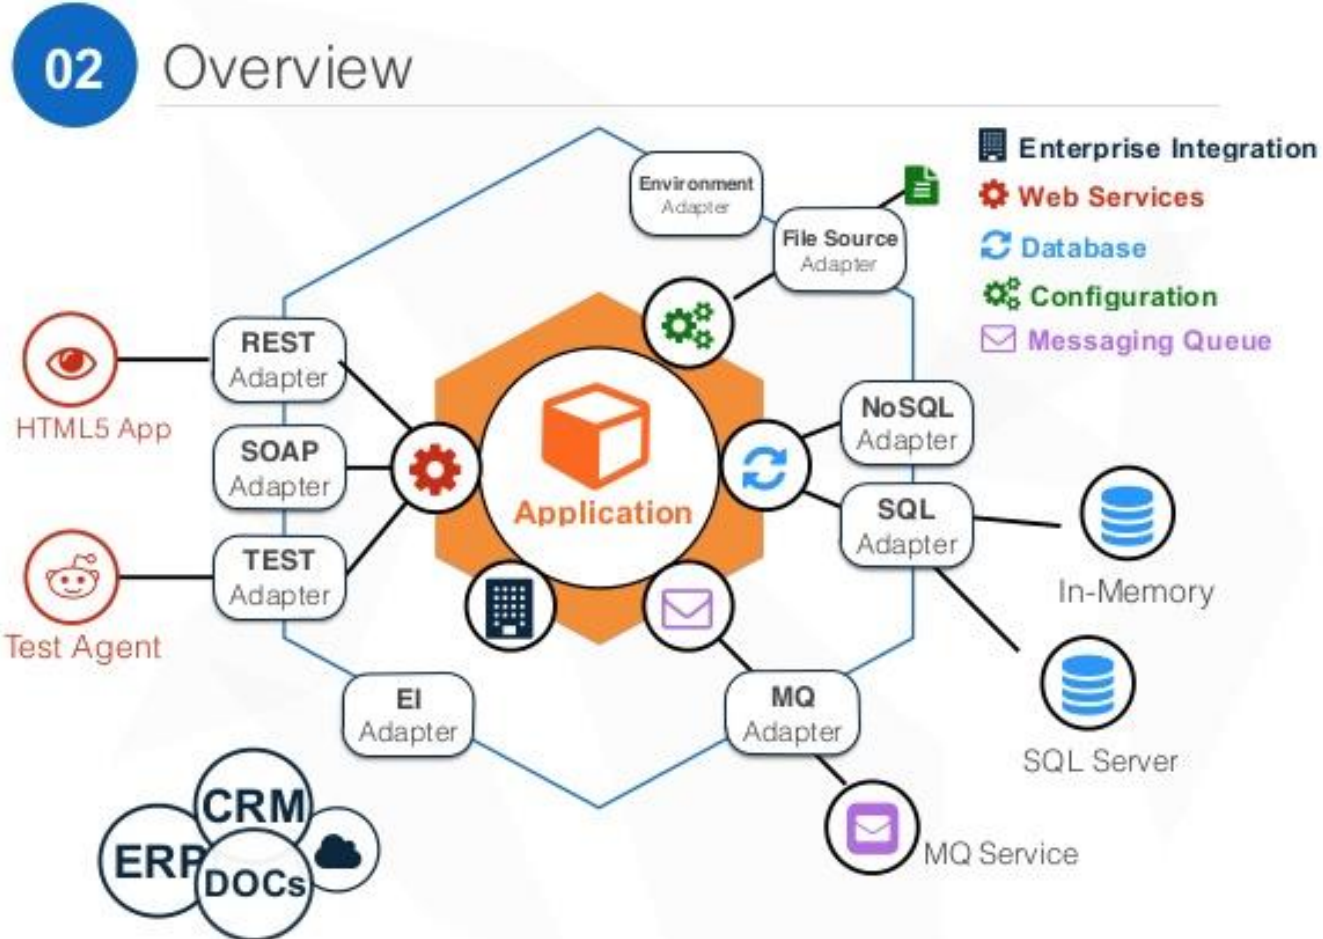 02
Overview
Enterprise Integration
Web Services
Database
Configuration
Messaging Queue
Environment
Adapter
File Source
Adapter
REST
Adapter
HTML5 App
SOAP
Adapter
TEST
Adapter
Test Agent
Application
NoSQL
Adapter
SQL
Adapter
In-Memory
SQL Server
EI
Adapter
MQ
Adapter
MQ Service
CRM
ERP
DOCs